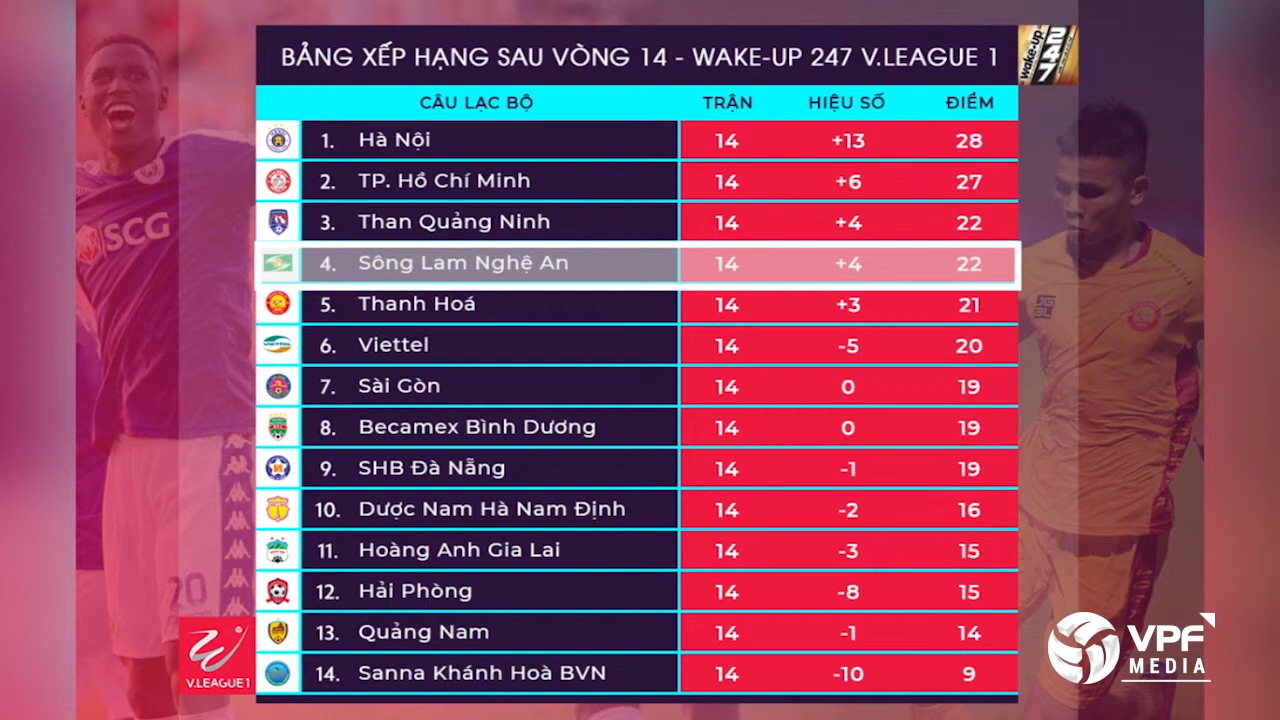 BẢNG XẾP HẠNG SAU VÒNG 14 - WAKE-UP 247 V.LEAGUE 1
wake-up 247
CÂU LẠC BỘ TRẬN HIỆU SỐ ĐIỂM
1. Hà Nội 14 +13 28
2. TP. Hồ Chí Minh 14 +6 27
3. Than Quảng Ninh 14 +4 22
4. Sông Lam Nghệ An 14 +4 22
5. Thanh Hoá 14 +3 21
6. Viettel 14 -5 20
7. Sài Gòn 14 0 19
8. Becamex Bình Dương 14 0 19
9. SHB Đà Nẵng 14 -1 19
10. Dược Nam Hà Nam Định 14 -2 16
11. Hoàng Anh Gia Lai 14 -3 15
12. Hải Phòng 14 -8 15
13. Quảng Nam 14 -1 14
14. Sanna Khánh Hoà BVN 14 -10 9
SCG
20
V.LEAGUE 1
VPF
MEDIA